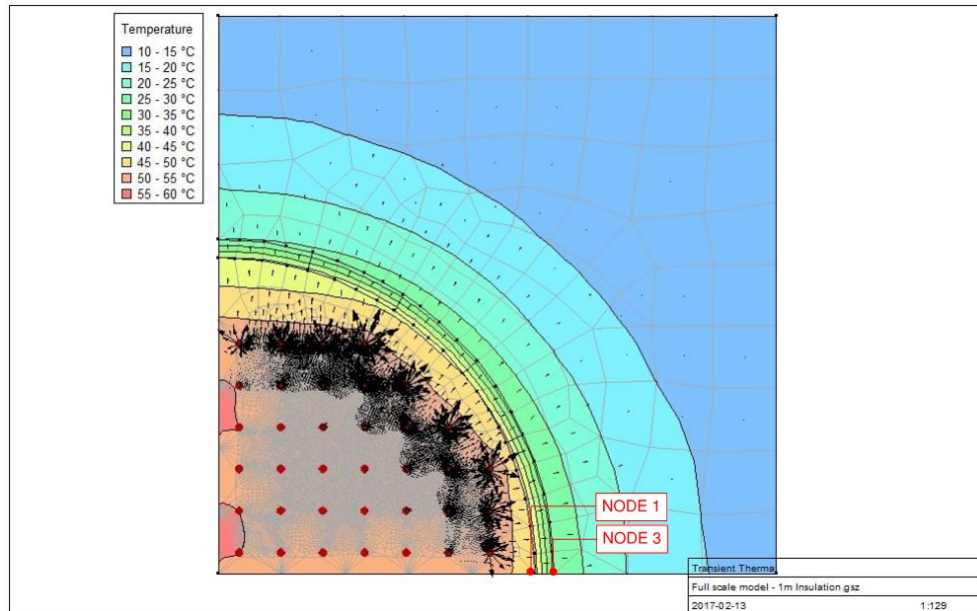 Temperature
10 - 15 °C
15 - 20 °C
20 - 25 °C
25 - 30 °C
30 - 35 °C
35 - 40 °C
40 - 45 °C
45 - 50 °C
50 - 55 °C
55 - 60 °C
NODE 1
NODE 3
Transient Therma
Full scale model - 1m Insulation.gsz
2017-02-13 1:129